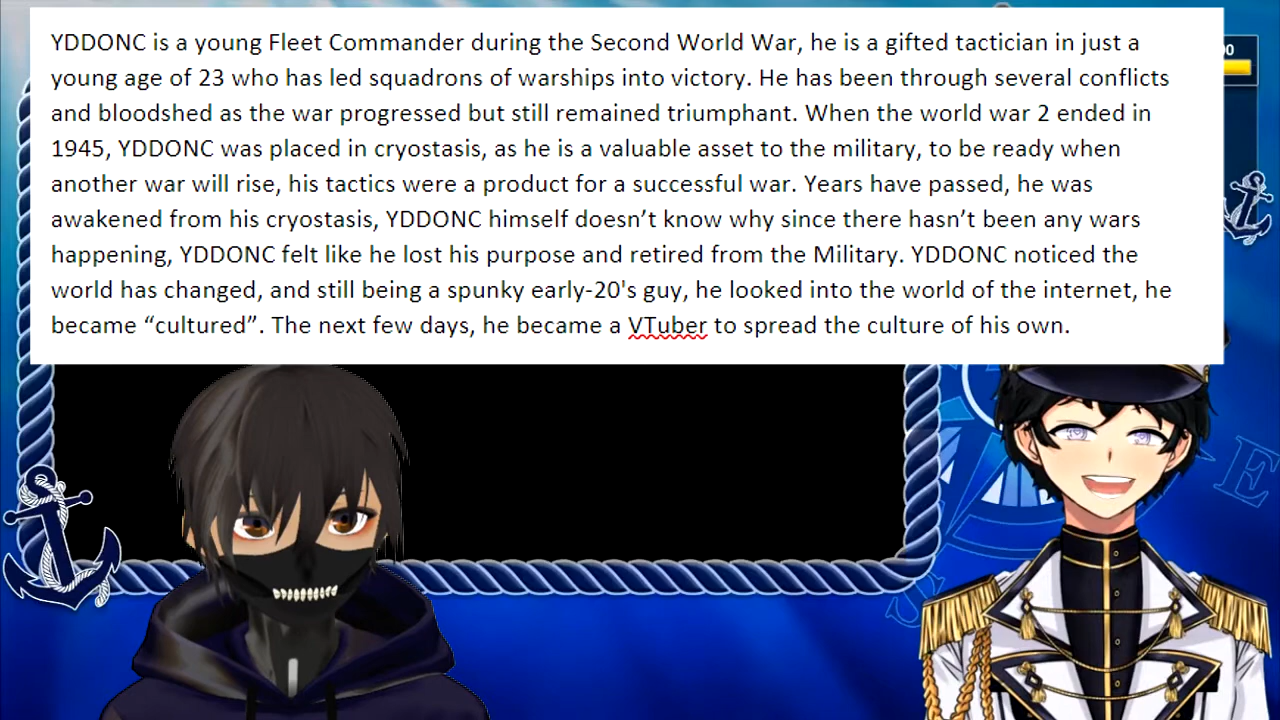 YDDONC is a young Fleet Commander during the Second World War, he is a gifted tactician in just a
young age of 23 who has led squadrons of warships into victory. He has been through several conflicts
and bloodshed as the war progressed but still remained triumphant. When the world war 2 ended in
1945, YDDONC was placed in cryostasis, as he is a valuable asset to the military, to be ready when
another war will rise, his tactics were a product for a successful war. Years have passed, he was
awakened from his cryostasis, YDDONC himself doesn’t know why since there hasn’t been any wars
happening, YDDONC felt like he lost his purpose and retired from the Military. YDDONC noticed the
world has changed, and still being a spunky early-20's guy, he looked into the world of the internet, he
became “cultured”. The next few days, he became a VTuber to spread the culture of his own.
E
S